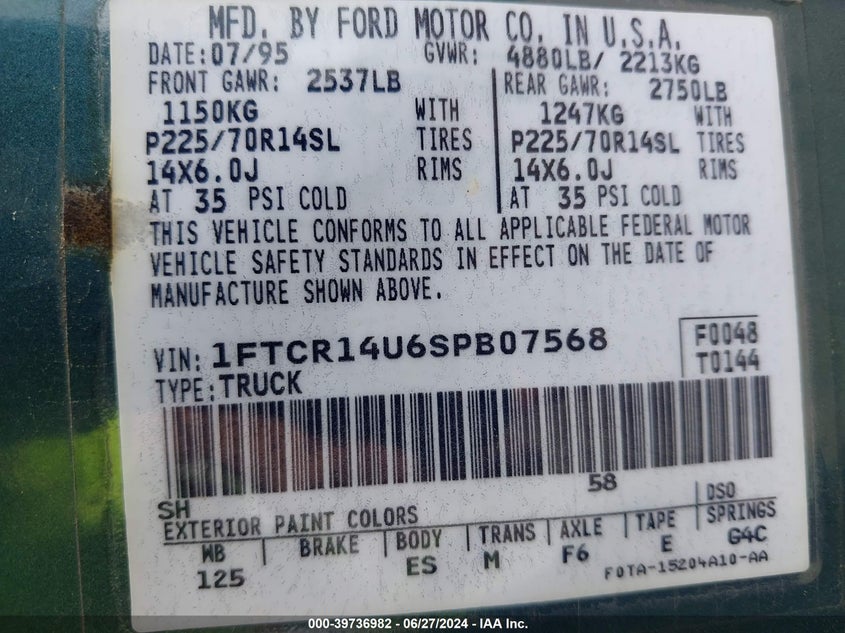 MFD. BY FORD MOTOR CO. IN U.S.A.
DATE: 07/95 GVWR: 4880LB/ 2213KG
FRONT GAWR: 2537LB REAR GAWR: 2750LB
1150KG WITH 1247KG WITH
P225/70R14SL TIRES P225/70R14SL TIRES
14X6.0J RIMS 14X6.0J RIMS
AT 35 PSI COLD AT 35 PSI COLD
THIS VEHICLE CONFORMS TO ALL APPLICABLE FEDERAL MOTOR
VEHICLE SAFETY STANDARDS IN EFFECT ON THE DATE OF
MANUFACTURE SHOWN ABOVE.
VIN: 1FTCR14U6SPB07568 F0048
TYPE: TRUCK T0144
SH 58
EXTERIOR PAINT COLORS DSO
WB BRAKE BODY TRANS AXLE TAPE SPRINGS
125 ES M F6 E G4C
F0TA-15204A10-AA
000-39736982 - 06/27/2024 - IAA Inc.